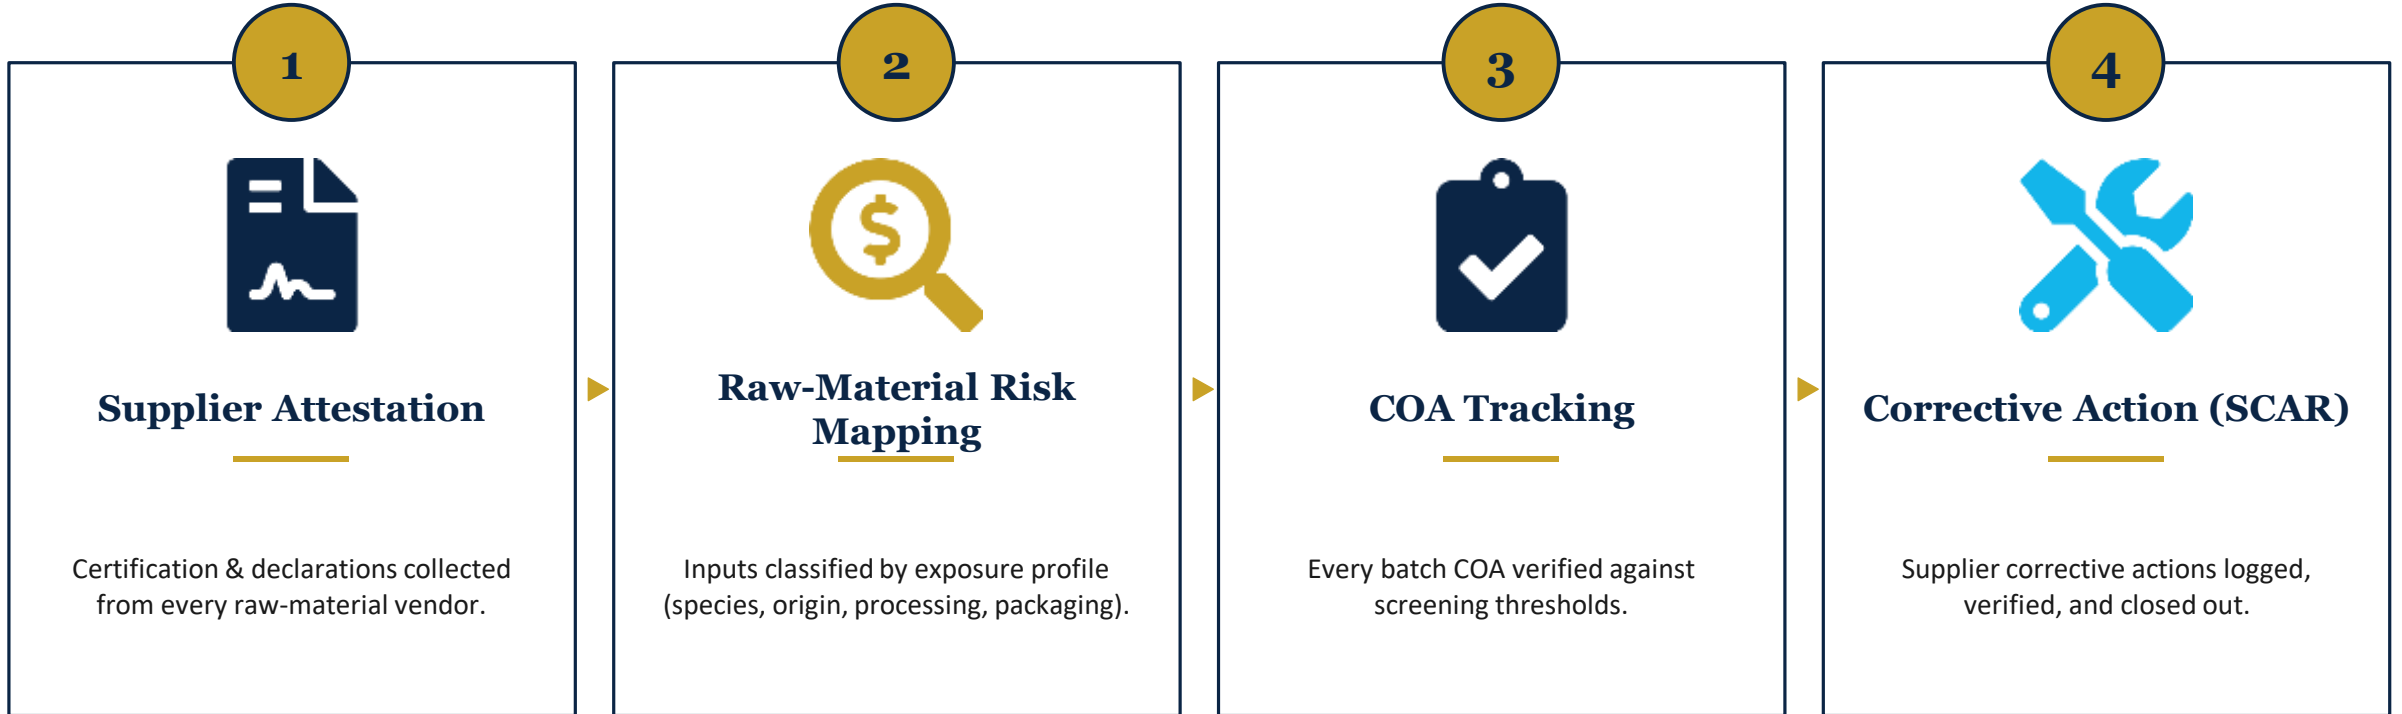 1
Supplier Attestation
Certification & declarations collected
from every raw-material vendor.
2
$
Raw-Material Risk
Mapping
Inputs classified by exposure profile
(species, origin, processing, packaging).
3
COA Tracking
Every batch COA verified against
screening thresholds.
4
Corrective Action (SCAR)
Supplier corrective actions logged,
verified, and closed out.